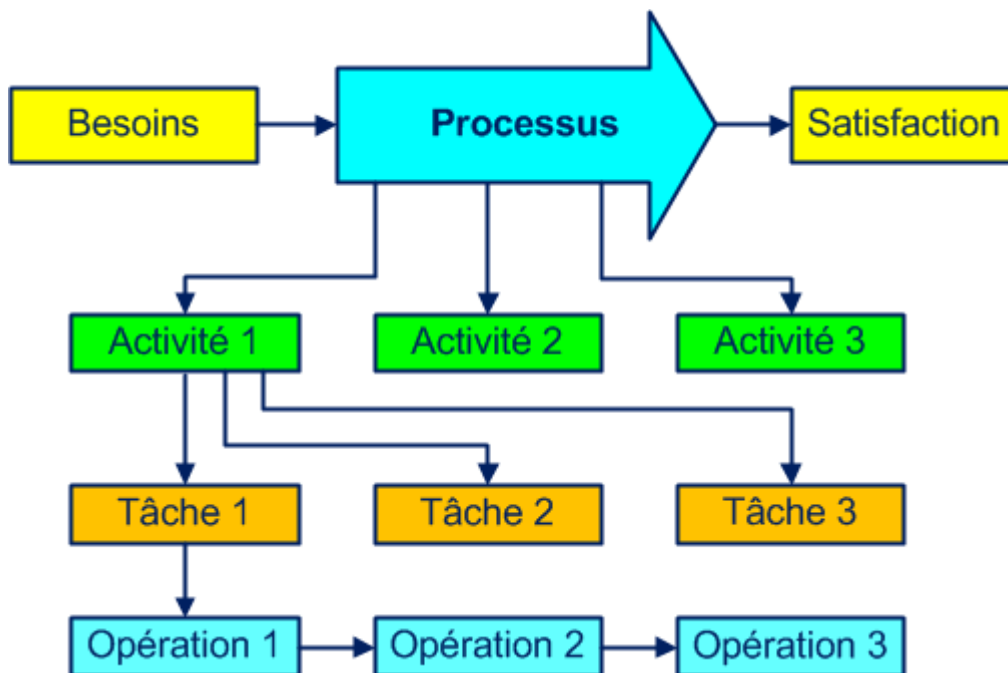 Besoins
Processus
Satisfaction
Activité 1
Activité 2
Activité 3
Tâche 1
Tâche 2
Tâche 3
Opération 1
Opération 2
Opération 3